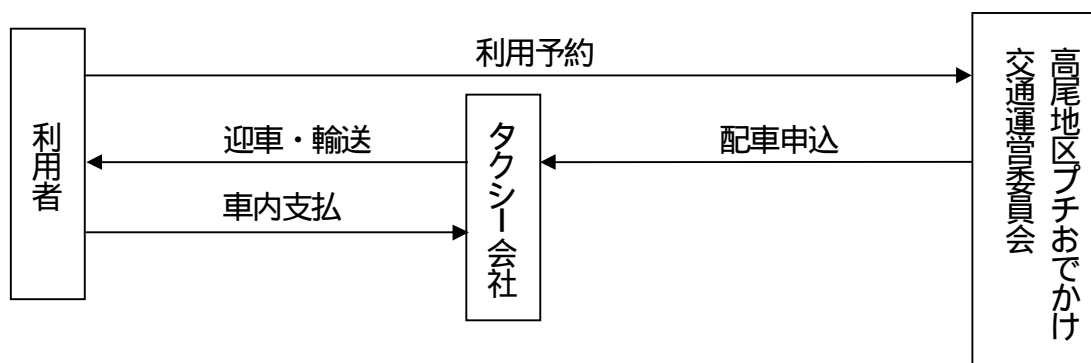 利用予約
利用者
迎車・輸送
車内支払
タクシー会社
配車申込
高尾地区プチおでかけ
交通運営委員会